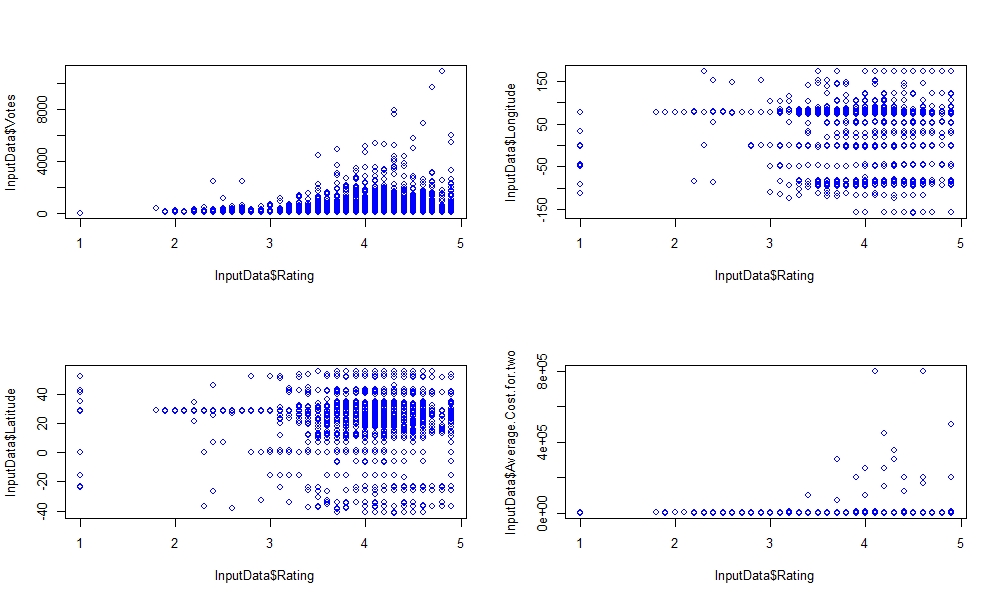 InputData$Votes
0 4000 8000
1 2 3 4 5
InputData$Rating
InputData$Longitude
-150 -50 50 150
1 2 3 4 5
InputData$Rating
InputData$Latitude
-40 -20 0 20 40
1 2 3 4 5
InputData$Rating
InputData$Average.Cost.for.two
0e+00 4e+05 8e+05
1 2 3 4 5
InputData$Rating